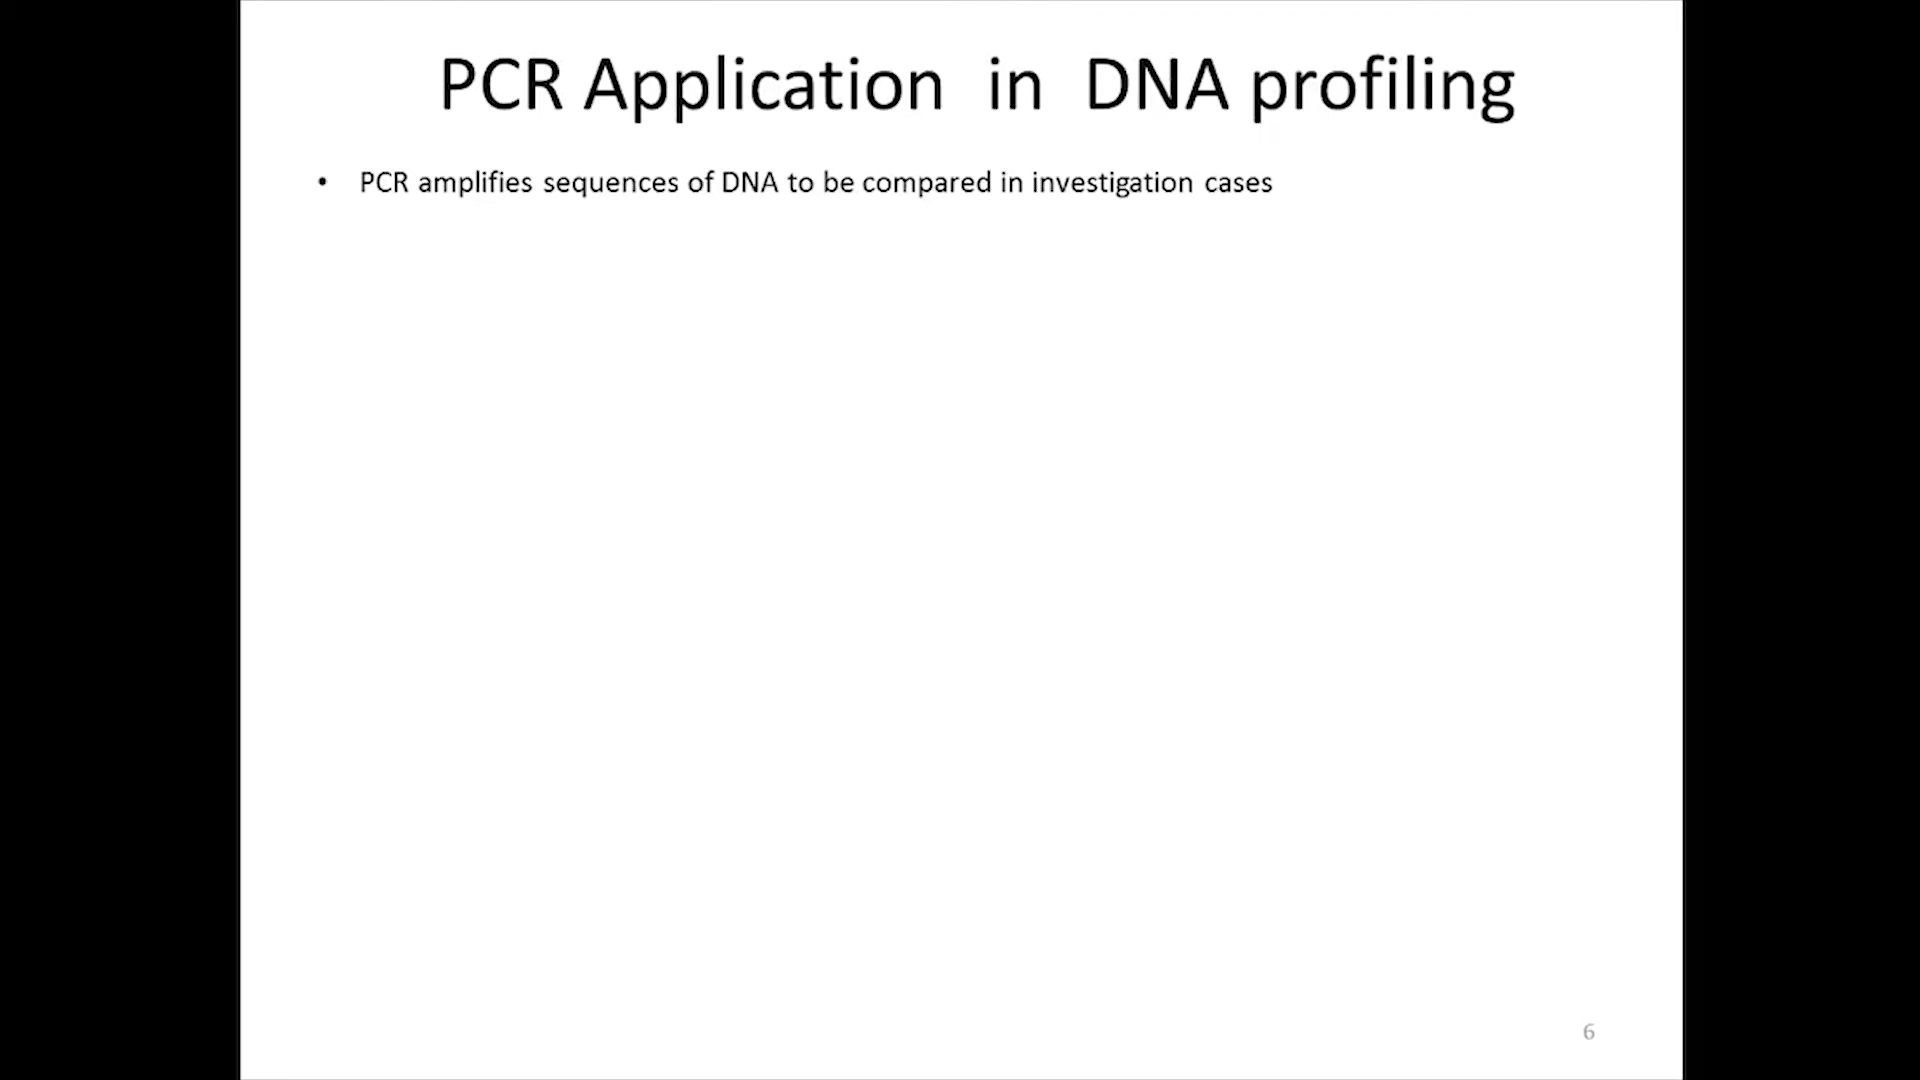 PCR Application in DNA profiling
• PCR amplifies sequences of DNA to be compared in investigation cases
6